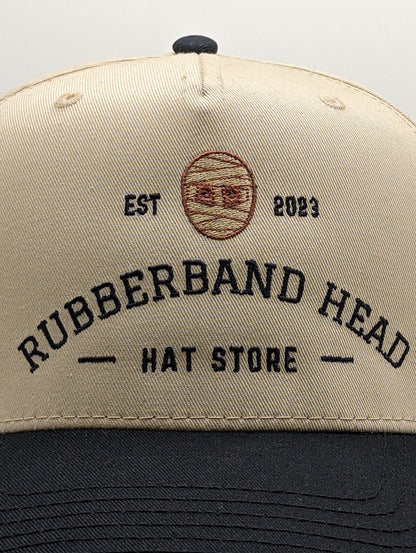 EST 2023
RUBBERBAND HEAD
HAT STORE